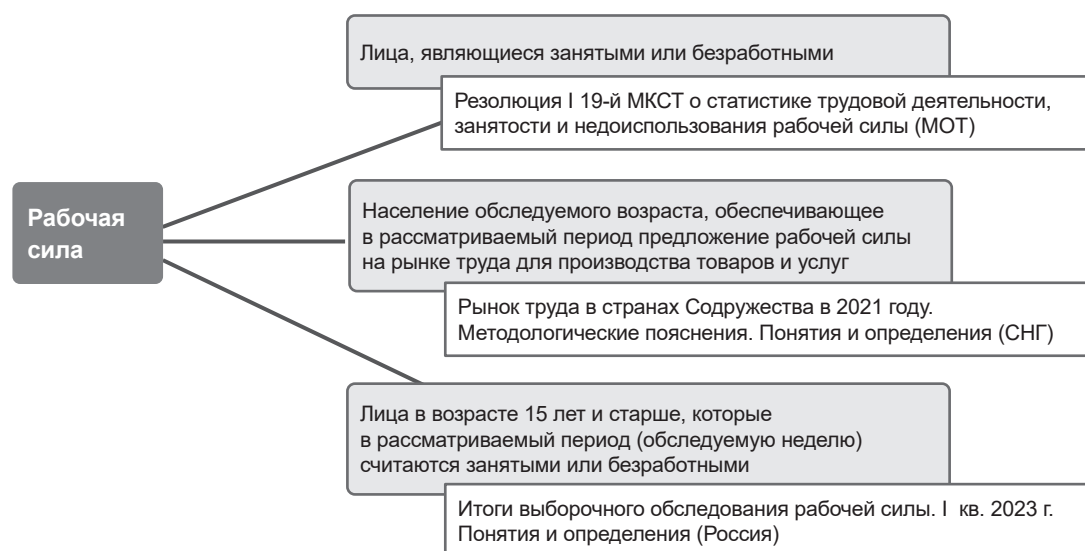 Лица, являющиеся занятыми или безработными
Резолюция I 19-й МКСТ о статистике трудовой деятельности,
занятости и недоиспользования рабочей силы (МОТ)
Рабочая
сила
Население обследуемого возраста, обеспечивающее
в рассматриваемый период предложение рабочей силы
на рынке труда для производства товаров и услуг
Рынок труда в странах Содружества в 2021 году.
Методологические пояснения. Понятия и определения (СНГ)
Лица в возрасте 15 лет и старше, которые
в рассматриваемый период (обследуемую неделю)
считаются занятыми или безработными
Итоги выборочного обследования рабочей силы. I кв. 2023 г.
Понятия и определения (Россия)